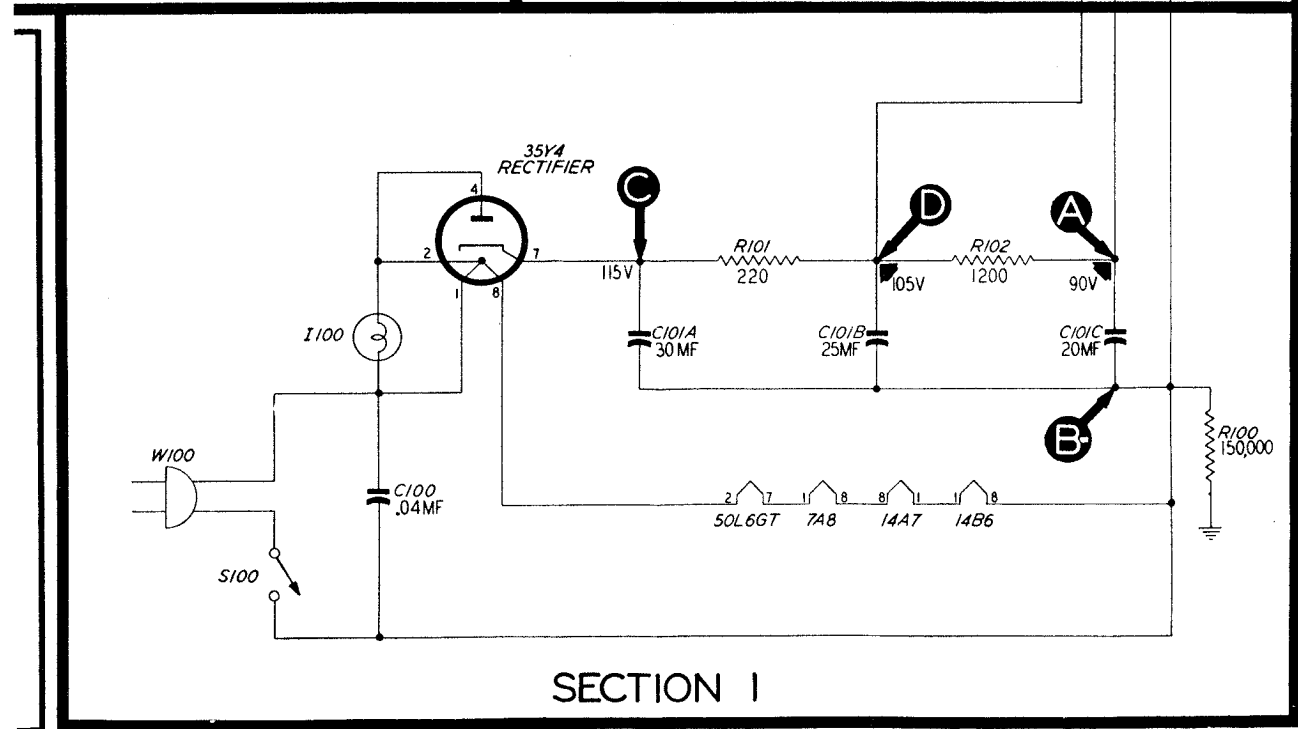 35Y4
RECTIFIER
4
2
7
1
8
C
D
A
115V
R101
220
105V
R102
1200
90V
I100
C101A
30MF
C101B
25MF
C101C
20MF
B-
R100
150,000
W100
C100
.04MF
2 7 1 8 8 1 1 8
50L6GT 7A8 14A7 14B6
S100
SECTION 1